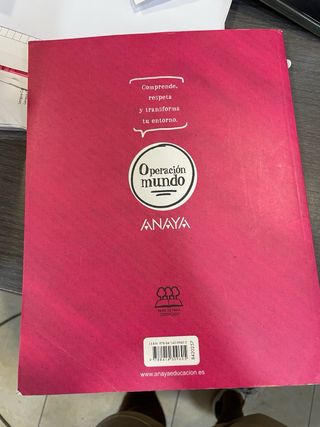 Comprende,
respeta
y transforma
tu entorno.
Operación
mundo
ANAYA
www.anayaeducacion.es